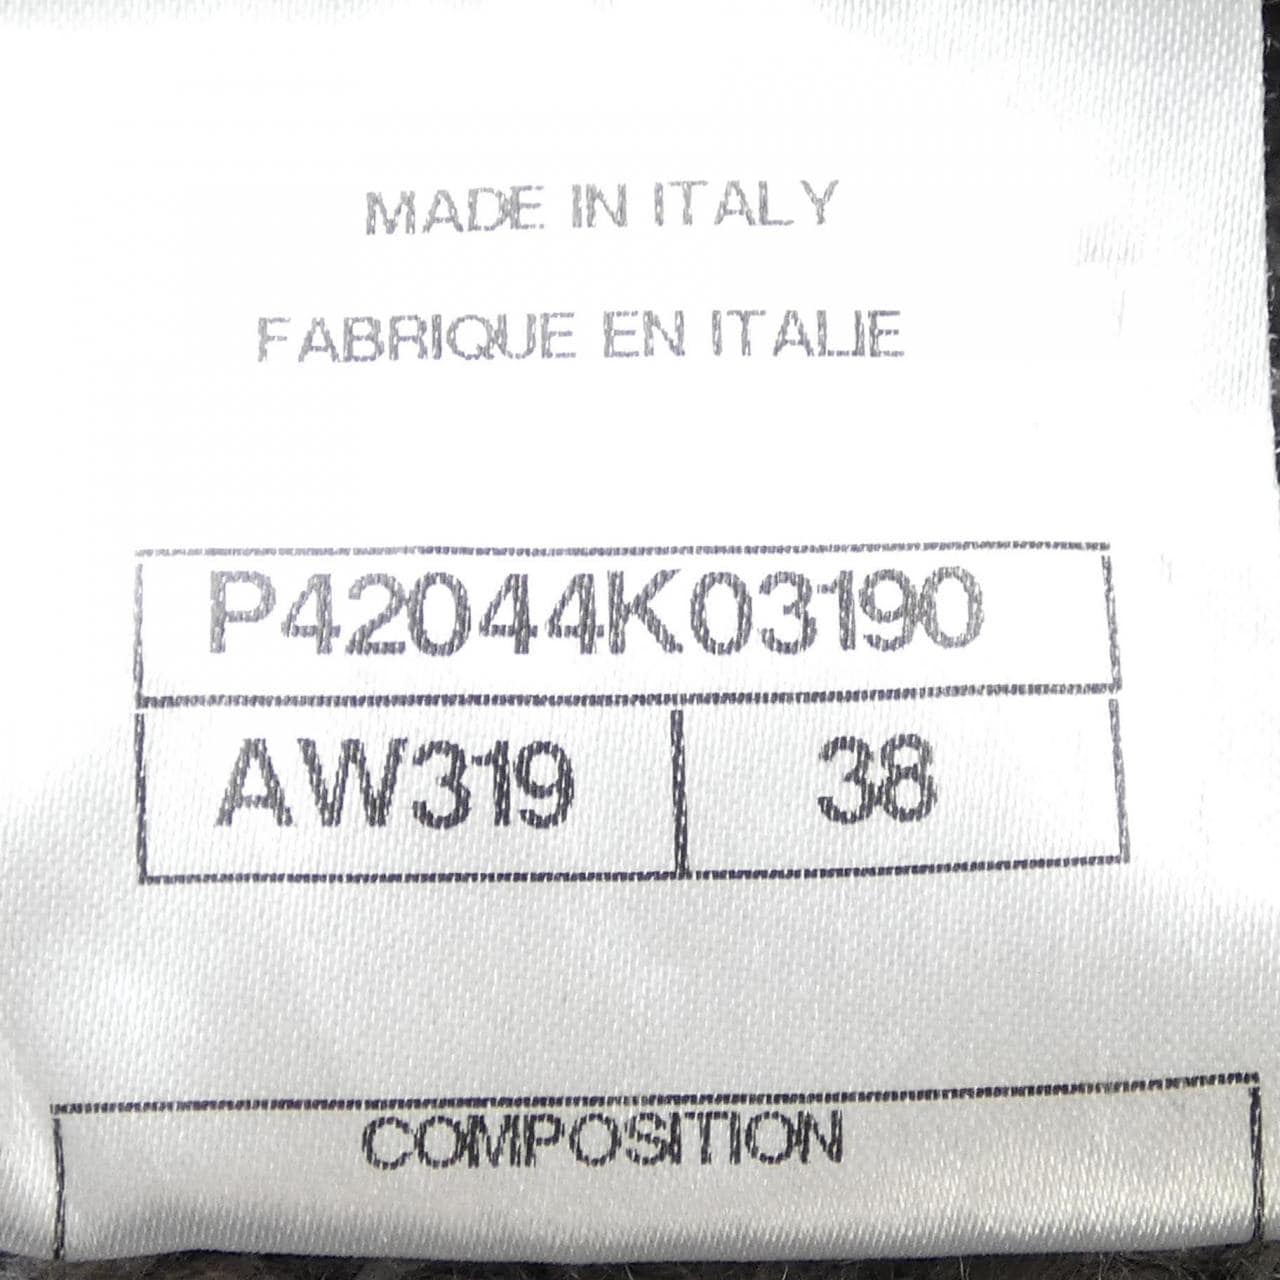 MADE IN ITALY
FABRIQUE EN ITALIE
P42044K03190
AW319 38
COMPOSITION